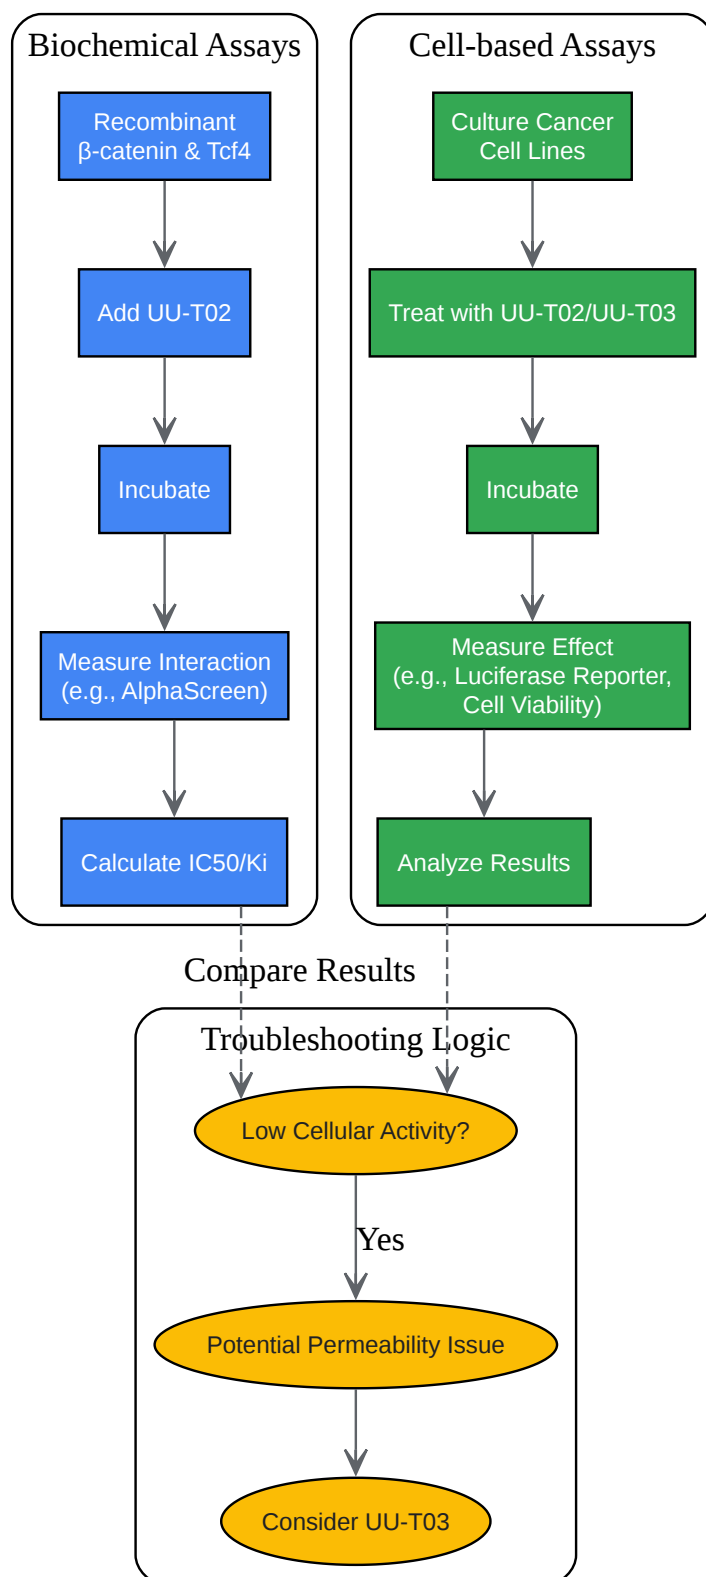 Biochemical Assays
Recombinant
β-catenin & Tcf4
Add UU-T02
Incubate
Measure Interaction
(e.g., AlphaScreen)
Calculate IC50/Ki
Cell-based Assays
Culture Cancer
Cell Lines
Treat with UU-T02/UU-T03
Incubate
Measure Effect
(e.g., Luciferase Reporter,
Cell Viability)
Analyze Results
Compare Results
Troubleshooting Logic
Low Cellular Activity?
Yes
Potential Permeability Issue
Consider UU-T03